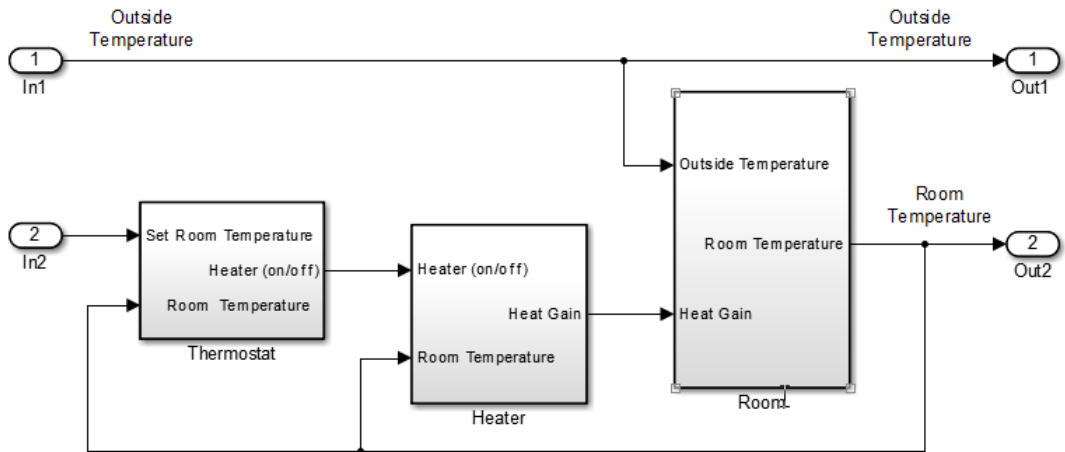 Outside
Temperature
Outside
Temperature
1
In1
1
Out1
Outside Temperature
Room
Temperature
2
In2
Set Room Temperature
Heater (on/off)
Room Temperature
Thermostat
Heater (on/off)
Heat Gain
Room Temperature
Heater
Room Temperature
Heat Gain
Room
2
Out2